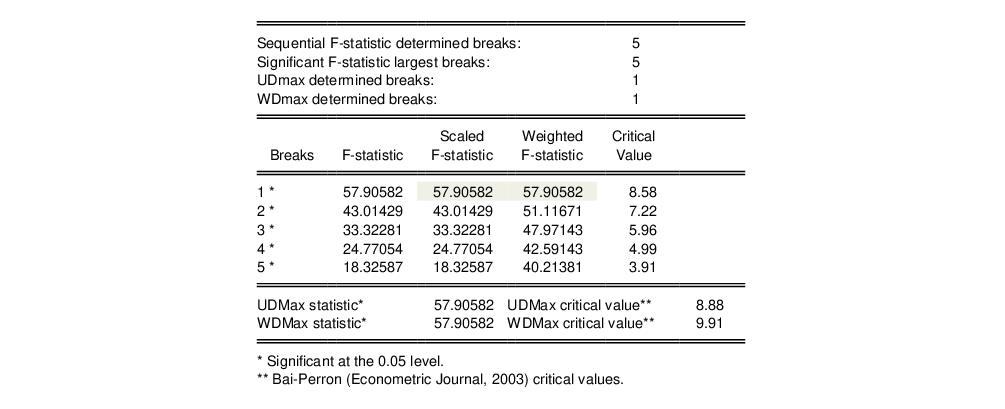 Sequential F-statistic determined breaks: 5
Significant F-statistic largest breaks: 5
UDmax determined breaks: 1
WDmax determined breaks: 1
Scaled Weighted Critical
Breaks F-statistic F-statistic F-statistic Value
1 * 57.90582 57.90582 57.90582 8.58
2 * 43.01429 43.01429 51.11671 7.22
3 * 33.32281 33.32281 47.97143 5.96
4 * 24.77054 24.77054 42.59143 4.99
5 * 18.32587 18.32587 40.21381 3.91
UDMax statistic* 57.90582 UDMax critical value** 8.88
WDMax statistic* 57.90582 WDMax critical value** 9.91
* Significant at the 0.05 level.
** Bai-Perron (Econometric Journal, 2003) critical values.